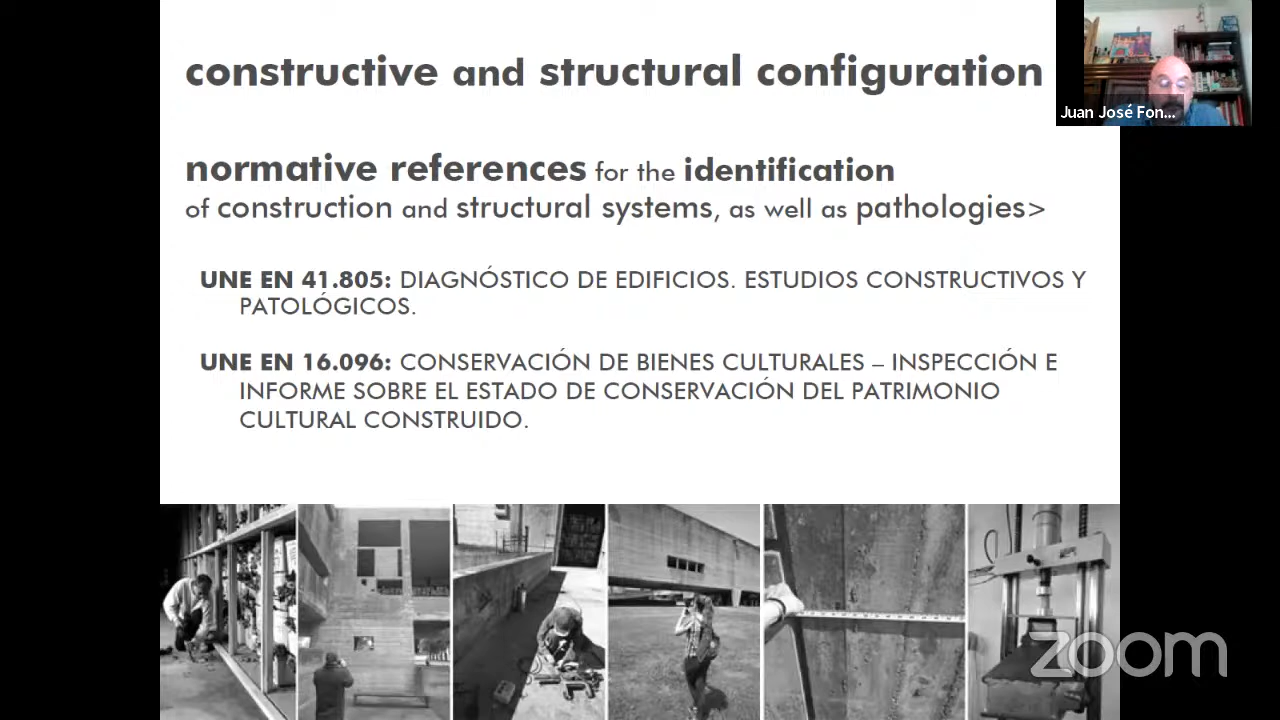 constructive and structural configuration
Juan José Fon...
normative references for the identification
of construction and structural systems, as well as pathologies>
UNE EN 41.805: DIAGNÓSTICO DE EDIFICIOS. ESTUDIOS CONSTRUCTIVOS Y
PATOLÓGICOS.
UNE EN 16.096: CONSERVACIÓN DE BIENES CULTURALES – INSPECCIÓN E
INFORME SOBRE EL ESTADO DE CONSERVACIÓN DEL PATRIMONIO
CULTURAL CONSTRUIDO.
zoom